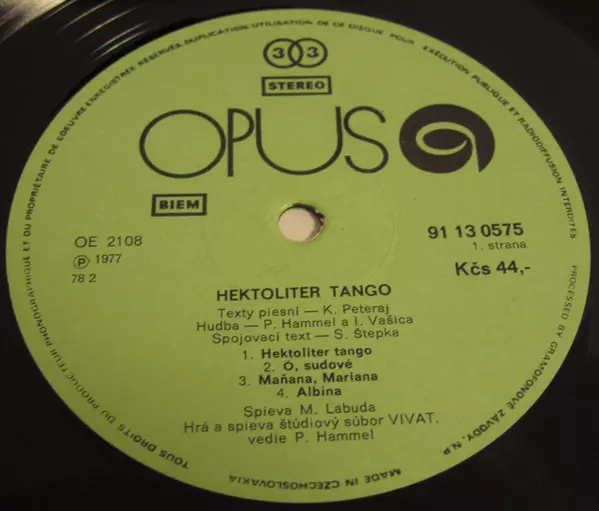 TOUS DROITS DU PRODUCTEUR PHONOGRAPHIQUE ET DU PROPRIÉTAIRE DE L'OEUVRE ENREGISTRÉE RÉSERVÉS. DUPLICATION/UTILISATION DE CE DISQUE POUR EXÉCUTION PUBLIQUE ET RADIODIFFUSION INTERDITES
PROCESSED BY GRAMOFONOVÉ ZÁVODY, N.P.
MADE IN CZECHOSLOVAKIA
33
STEREO
OPUS
BIEM
OE 2108
℗ 1977
78 2
91 13 0575
1. strana
Kčs 44,-
HEKTOLITER TANGO
Texty piesní — K. Peteraj
Hudba — P. Hammel a I. Vašica
Spojovací text — S. Štepka
1. Hektoliter tango
2. Ó, sudové
3. Maňana, Mariana
4. Albína
Spieva M. Labuda
Hrá a spieva štúdiový súbor VIVAT,
vedie P. Hammel